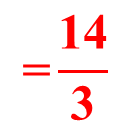 = 14/3